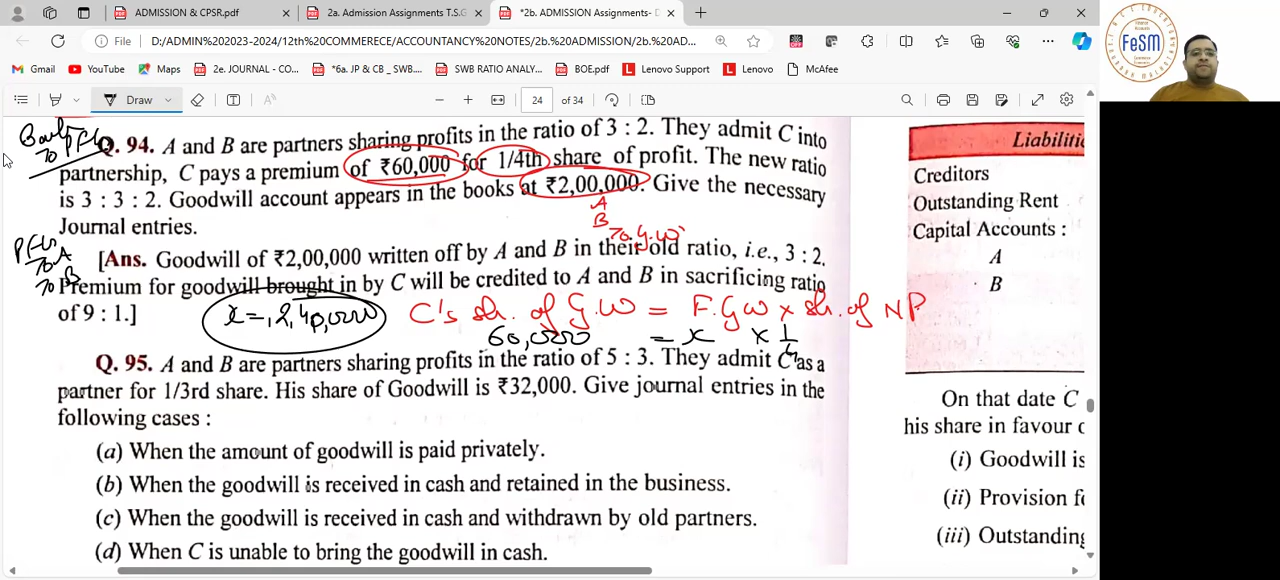 ADMISSION & CPSR.pdf
2a. Admission Assignments T.S.G
*2b. ADMISSION Assignments- D
File
D:/ADMIN%202023-2024/12th%20COMMERECE/ACCOUNTANCY%20NOTES/2b.%20ADMISSION/2b.%20AD...
Gmail YouTube Maps 2e. JOURNAL - CO... *6a. JP & CB _SWB.... SWB RATIO ANALY... BOE.pdf Lenovo Support Lenovo McAfee
Draw
24 of 34
FeSM
to PFG
Q. 94. A and B are partners sharing profits in the ratio of 3 : 2. They admit C into
partnership, C pays a premium of ₹60,000 for 1/4th share of profit. The new ratio
is 3 : 3 : 2. Goodwill account appears in the books at ₹2,00,000. Give the necessary
Journal entries.
A
B
To G.W
PFG
To A
To B
[Ans. Goodwill of ₹2,00,000 written off by A and B in their old ratio, i.e., 3 : 2.
Premium for goodwill brought in by C will be credited to A and B in sacrificing ratio
of 9 : 1.]
x = 2,40,000
C's sh. of G.W = F.GW x sh. of NP
60,000 = x x 1/4
Q. 95. A and B are partners sharing profits in the ratio of 5 : 3. They admit C as a
partner for 1/3rd share. His share of Goodwill is ₹32,000. Give journal entries in the
following cases :
(a) When the amount of goodwill is paid privately.
(b) When the goodwill is received in cash and retained in the business.
(c) When the goodwill is received in cash and withdrawn by old partners.
(d) When C is unable to bring the goodwill in cash.
Liabilitie
Creditors
Outstanding Rent
Capital Accounts :
A
B
On that date C
his share in favour o
(i) Goodwill is
(ii) Provision fo
(iii) Outstanding